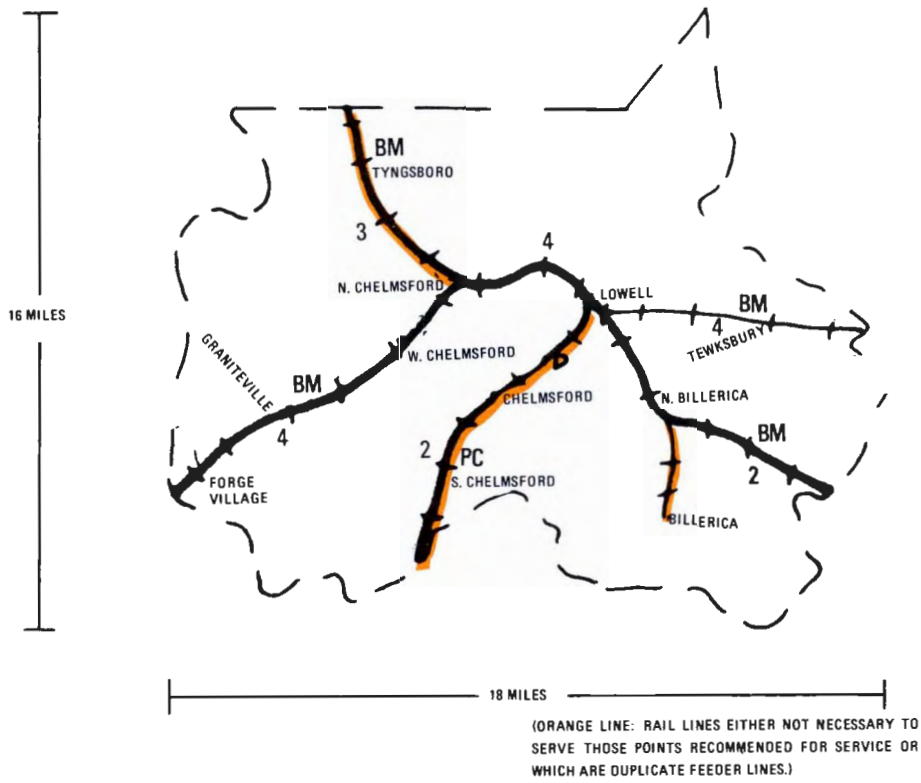 BM
TYNGSBORO
3
4
N. CHELMSFORD
LOWELL
BM
4
TEWKSBURY
16 MILES
W. CHELMSFORD
GRANITEVILLE
BM
4
CHELMSFORD
N. BILLERICA
BM
2
2
PC
S. CHELMSFORD
FORGE
VILLAGE
BILLERICA
18 MILES
(ORANGE LINE: RAIL LINES EITHER NOT NECESSARY TO
SERVE THOSE POINTS RECOMMENDED FOR SERVICE OR
WHICH ARE DUPLICATE FEEDER LINES.)